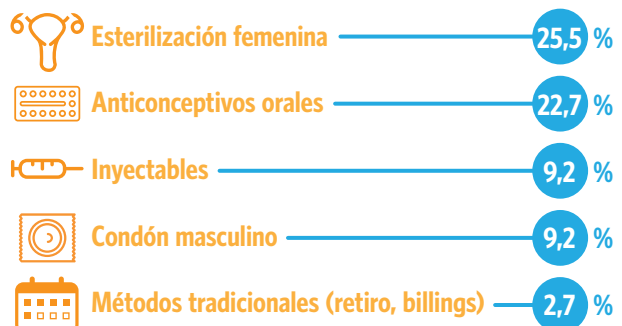 Esterilización femenina 25,5 %
Anticonceptivos orales 22,7 %
Inyectables 9,2 %
Condón masculino 9,2 %
Métodos tradicionales (retiro, billings) 2,7 %